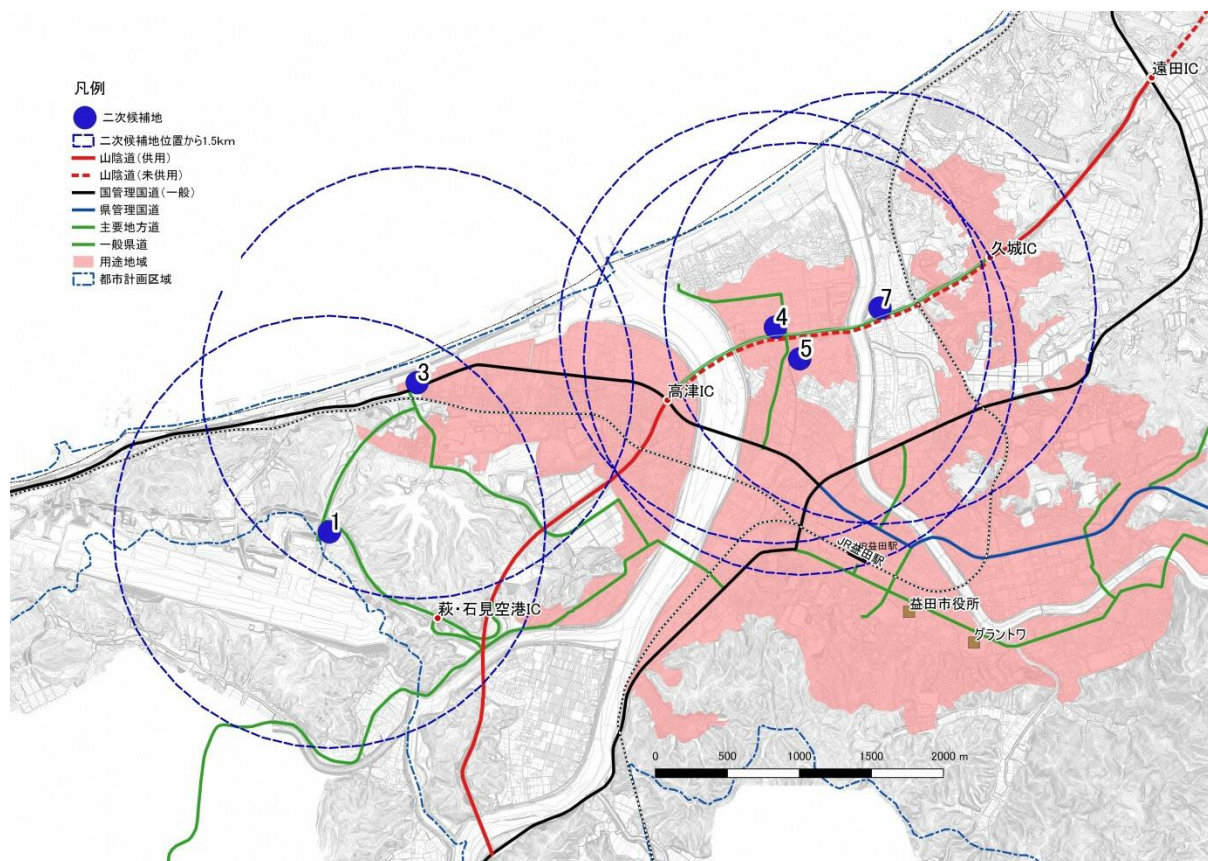 凡例
二次候補地
二次候補地位置から1.5km
山陰道(供用)
山陰道(未供用)
国管理国道(一般)
県管理国道
主要地方道
一般県道
用途地域
都市計画区域
遠田IC
久城IC
7
4
5
3
高津IC
1
JR益田駅
JR益田駅
萩・石見空港IC
益田市役所
グラントワ
0 500 1000 1500 2000 m